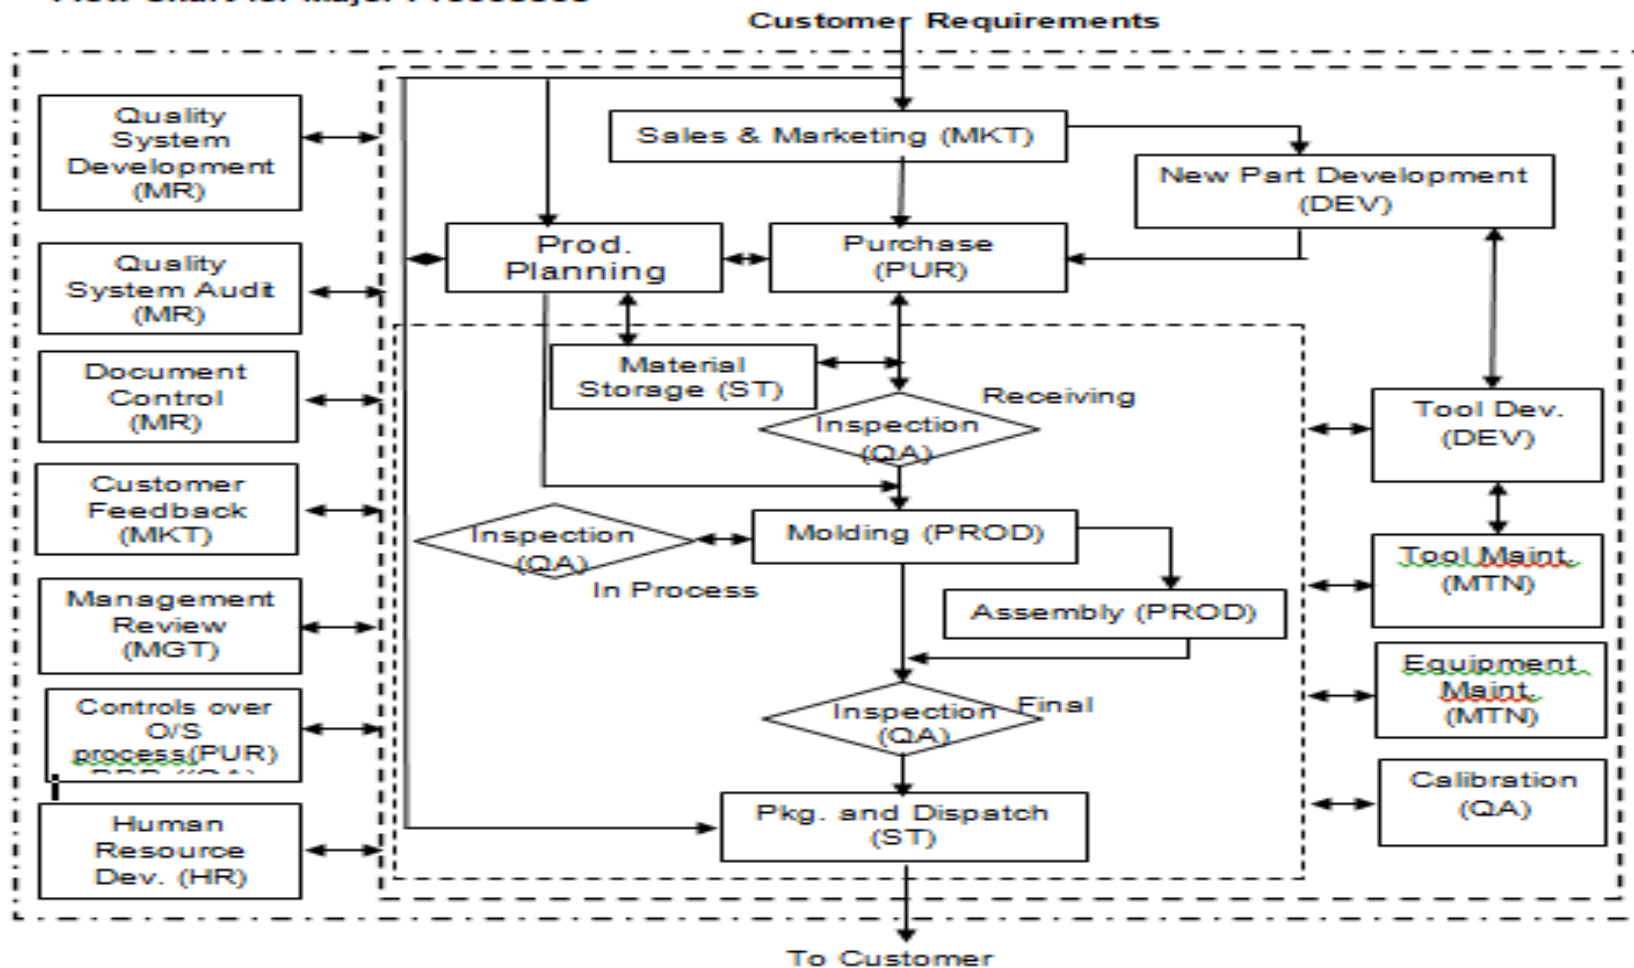 Customer Requirements
Quality
System
Development
(MR)
Sales & Marketing (MKT)
New Part Development
(DEV)
Prod.
Planning
Purchase
(PUR)
Quality
System Audit
(MR)
Material
Storage (ST)
Receiving
Inspection
(QA)
Document
Control
(MR)
Tool Dev.
(DEV)
Customer
Feedback
(MKT)
Inspection
(QA)
In Process
Molding (PROD)
Tool Maint.
(MTN)
Management
Review
(MGT)
Assembly (PROD)
Equipment
Maint.
(MTN)
Controls over
O/S
process(PUR)
Inspection
(QA)
Final
Calibration
(QA)
Human
Resource
Dev. (HR)
Pkg. and Dispatch
(ST)
To Customer